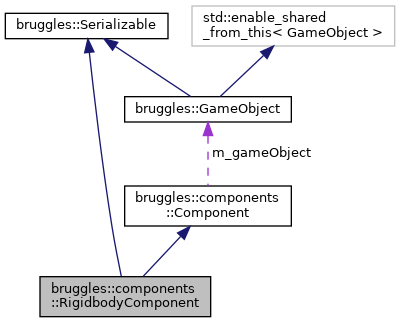 bruggles::Serializable
std::enable_shared
_from_this< GameObject >
bruggles::GameObject
m_gameObject
bruggles::components
::Component
bruggles::components
::RigidbodyComponent